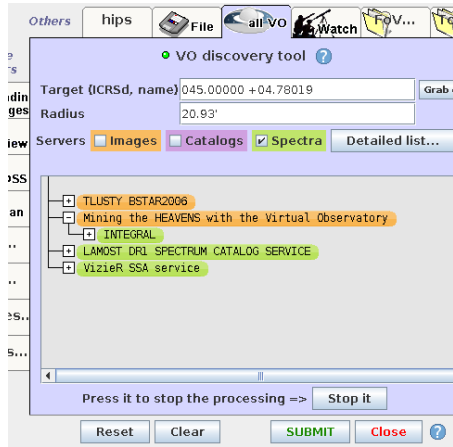 Others hips File all VO Watch FoV...
VO discovery tool ?
Target (ICRSd, name) 045.00000 +04.78019 Grab
Radius 20.93'
Servers Images Catalogs Spectra Detailed list...
TLUSTY BSTAR2006
Mining the HEAVENS with the Virtual Observatory
INTEGRAL
LAMOST DR1 SPECTRUM CATALOG SERVICE
VizieR SSA service
Press it to stop the processing => Stop it
Reset Clear SUBMIT Close ?